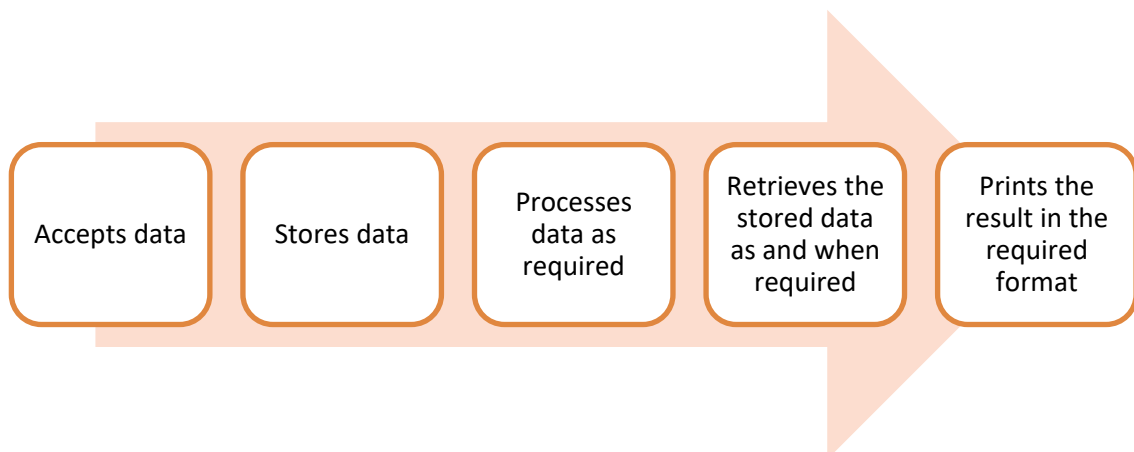 Accepts data
Stores data
Processes
data as
required
Retrieves the
stored data
as and when
required
Prints the
result in the
required
format